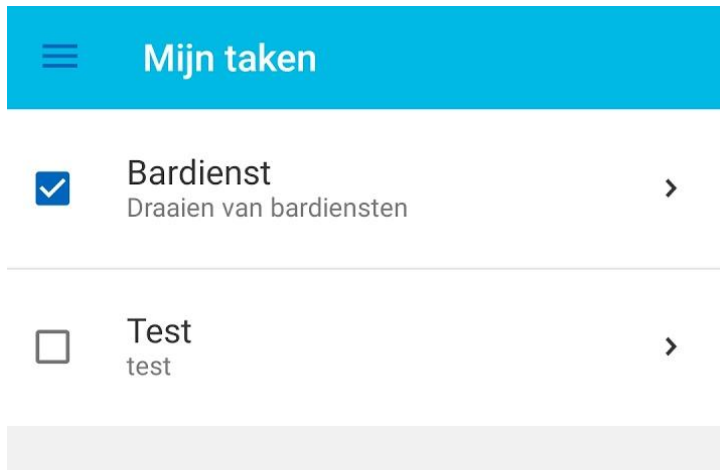 Mijn taken
Bardienst
Draaien van bardiensten
Test
test